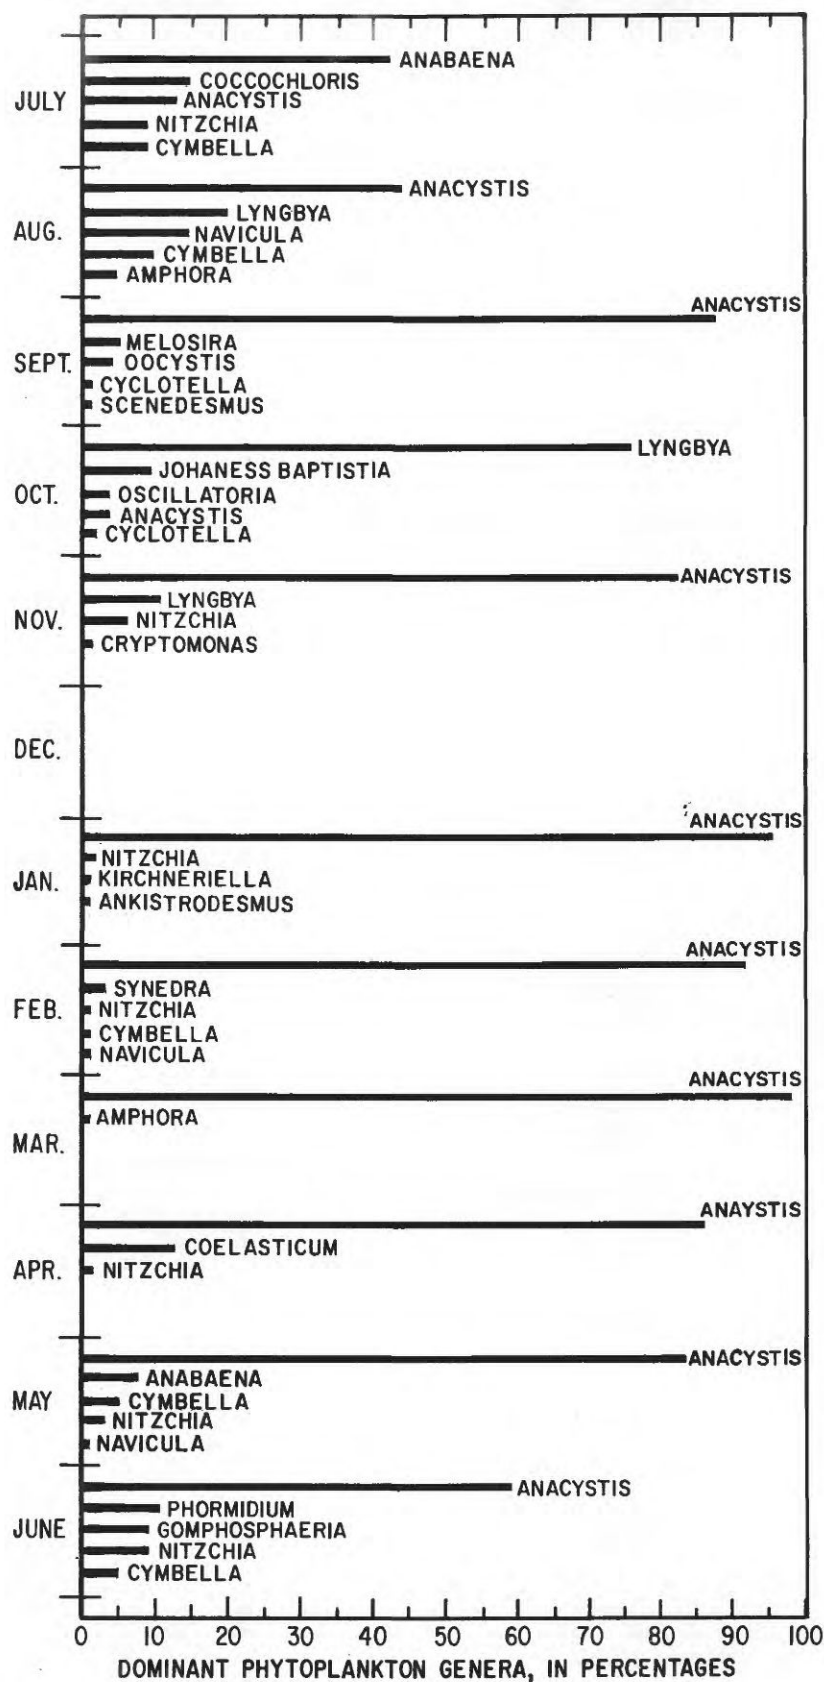 ANABAENA
COCCOCHLORIS
JULY
ANACYSTIS
NITZCHIA
CYMBELLA
ANACYSTIS
LYNGBYA
AUG.
NAVICULA
CYMBELLA
AMPHORA
ANACYSTIS
MELOSIRA
SEPT.
OOCYSTIS
CYCLOTELLA
SCENEDESMUS
LYNGBYA
JOHANESS BAPTISTIA
OCT.
OSCILLATORIA
ANACYSTIS
CYCLOTELLA
ANACYSTIS
LYNGBYA
NOV.
NITZCHIA
CRYPTOMONAS
DEC.
ANACYSTIS
NITZCHIA
JAN.
KIRCHNERIELLA
ANKISTRODESMUS
ANACYSTIS
SYNEDRA
FEB.
NITZCHIA
CYMBELLA
NAVICULA
ANACYSTIS
AMPHORA
MAR.
ANAYSTIS
COELASTICUM
APR.
NITZCHIA
ANACYSTIS
ANABAENA
MAY
CYMBELLA
NITZCHIA
NAVICULA
ANACYSTIS
PHORMIDIUM
JUNE
GOMPHOSPHAERIA
NITZCHIA
CYMBELLA
0 10 20 30 40 50 60 70 80 90 100
DOMINANT PHYTOPLANKTON GENERA, IN PERCENTAGES